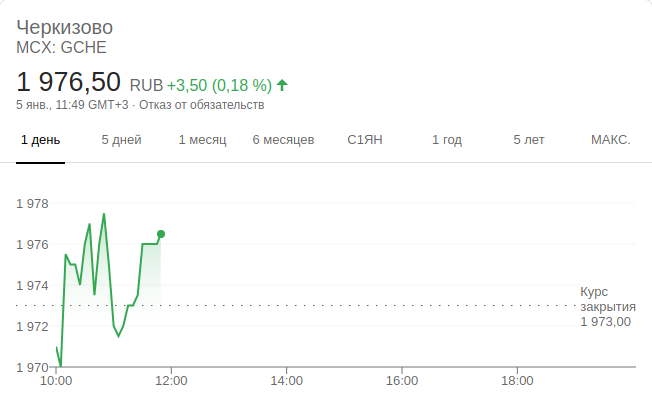 Черкизово
MCX: GCHE
1 976,50 RUB +3,50 (0,18 %)
5 янв., 11:49 GMT+3 · Отказ от обязательств
1 день 5 дней 1 месяц 6 месяцев С1ЯН 1 год 5 лет МАКС.
1 978
1 976
1 974
Курс
закрытия
1 973,00
1 972
1 970
10:00 12:00 14:00 16:00 18:00